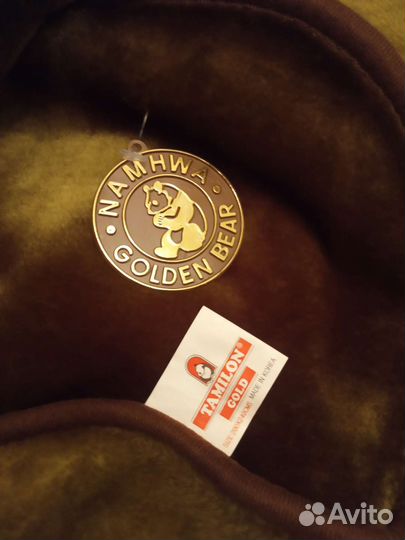 NAMHWA
GOLDEN BEAR
TAMILON®
GOLD
MADE IN KOREA
Avito